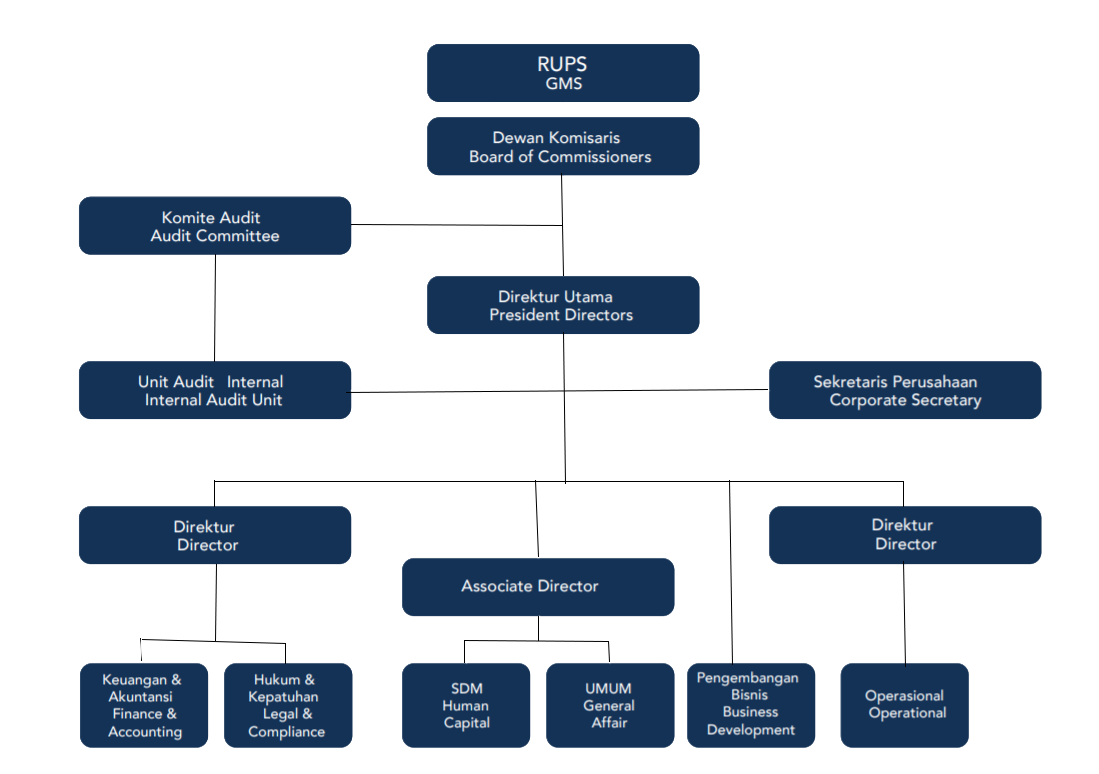 RUPS
GMS
Dewan Komisaris
Board of Commissioners
Komite Audit
Audit Committee
Direktur Utama
President Directors
Unit Audit Internal
Internal Audit Unit
Sekretaris Perusahaan
Corporate Secretary
Direktur
Director
Direktur
Director
Associate Director
Keuangan &
Akuntansi
Finance &
Accounting
Hukum &
Kepatuhan
Legal &
Compliance
SDM
Human
Capital
UMUM
General
Affair
Pengembangan
Bisnis
Business
Development
Operasional
Operational